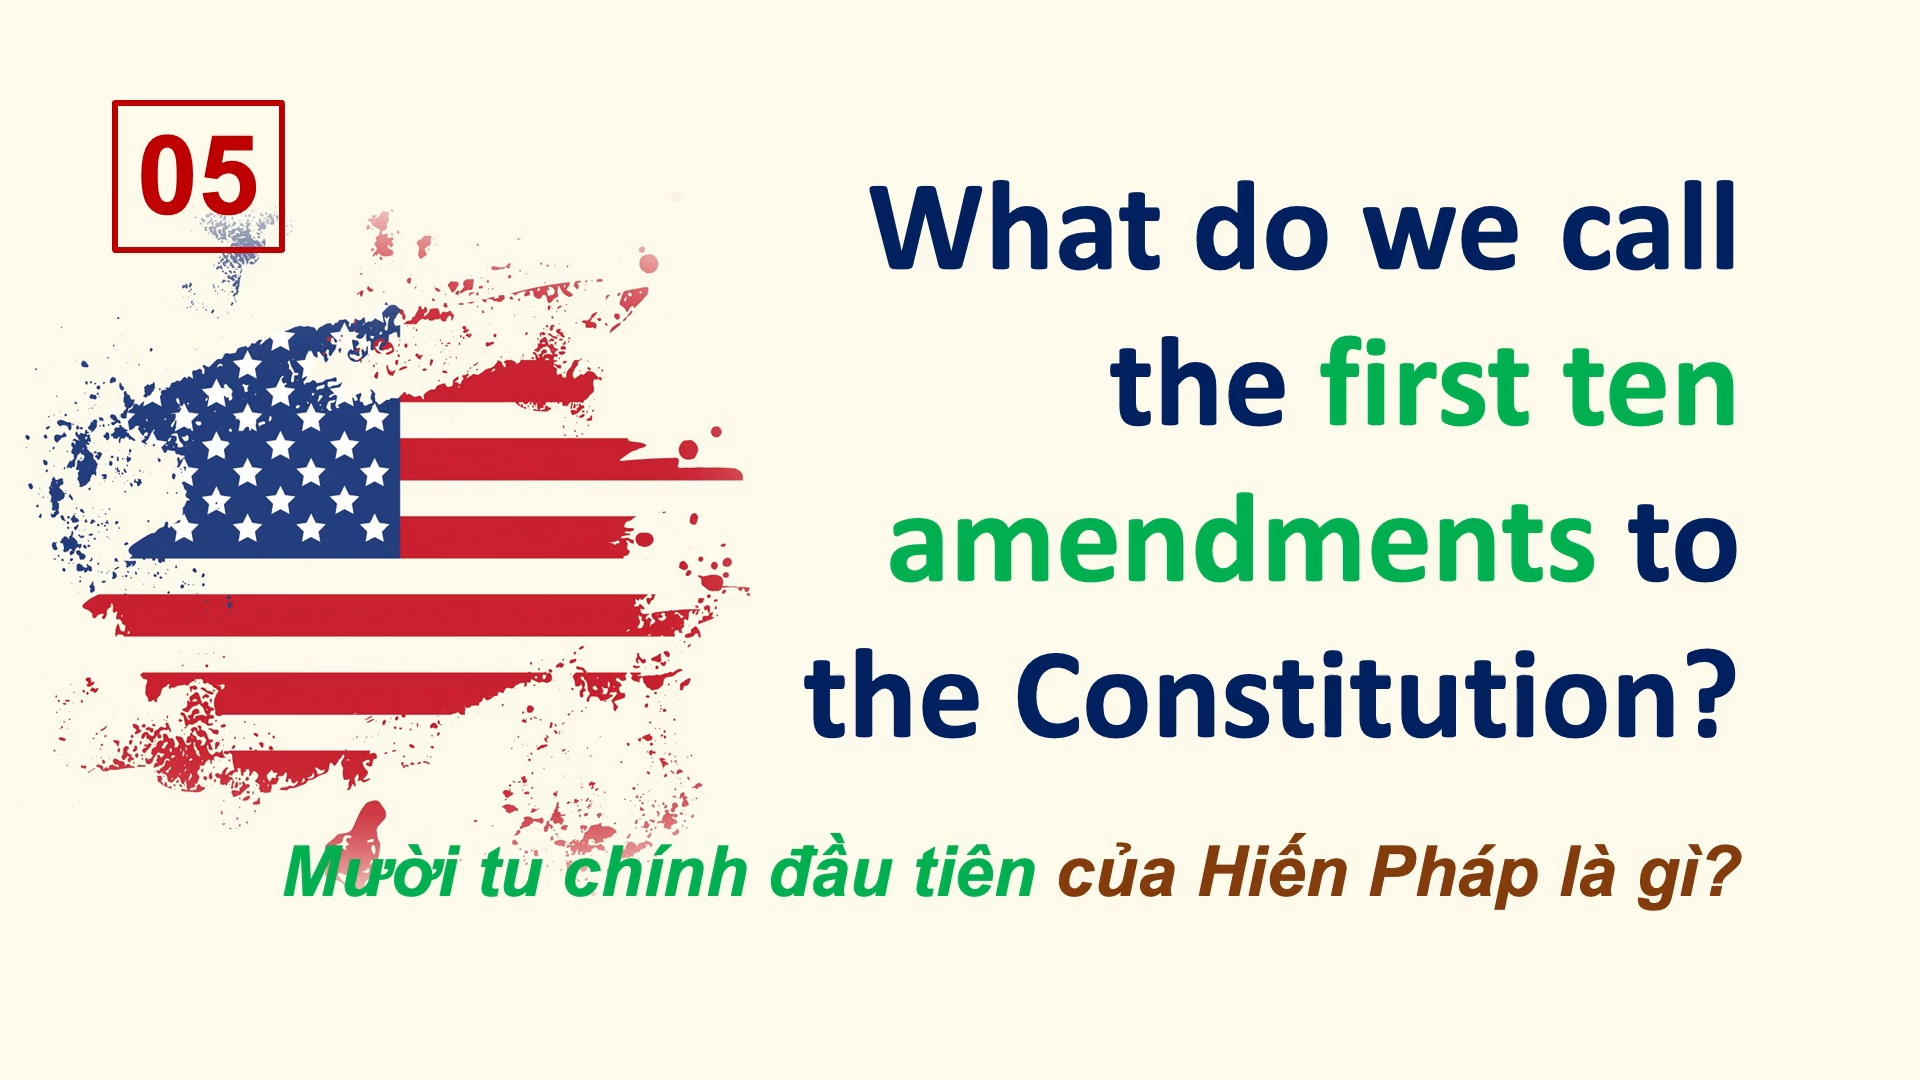 05
What do we call
the first ten
amendments to
the Constitution?
Mười tu chính đầu tiên của Hiến Pháp là gì?